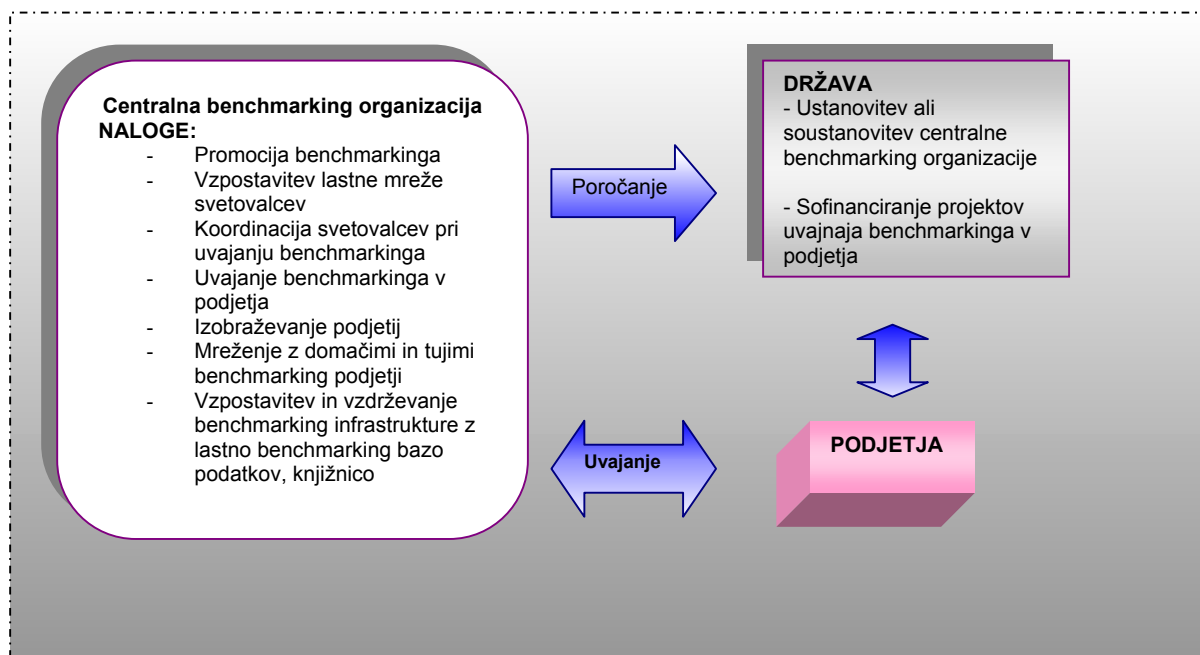 Centralna benchmarking organizacija
NALOGE:
- Promocija benchmarkinga
- Vzpostavitev lastne mreže
svetovalcev
- Koordinacija svetovalcev pri
uvajanju benchmarkinga
- Uvajanje benchmarkinga v
podjetja
- Izobraževanje podjetij
- Mreženje z domačimi in tujimi
benchmarking podjetji
- Vzpostavitev in vzdrževanje
benchmarking infrastrukture z
lastno benchmarking bazo
podatkov, knjižnico
Poročanje
DRŽAVA
- Ustanovitev ali
soustanovitev centralne
benchmarking organizacije
- Sofinanciranje projektov
uvajnaja benchmarkinga v
podjetja
Uvajanje
PODJETJA